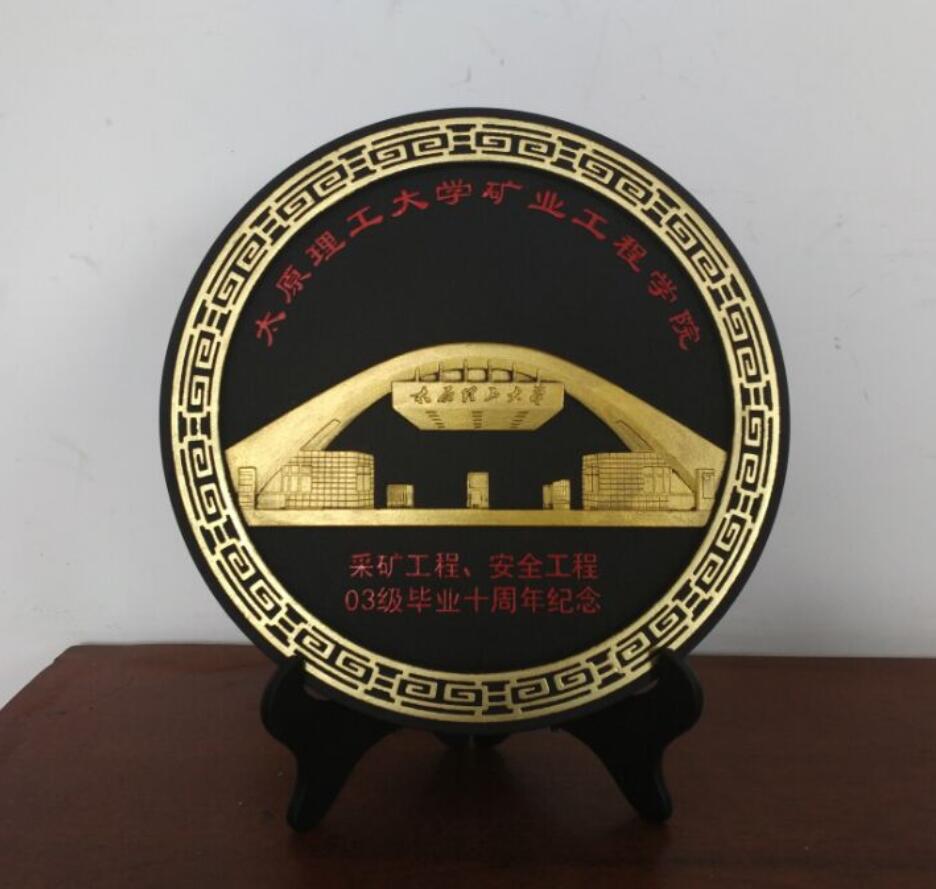 太原理工大学矿业工程学院
太原理工大学
采矿工程、安全工程
03级毕业十周年纪念